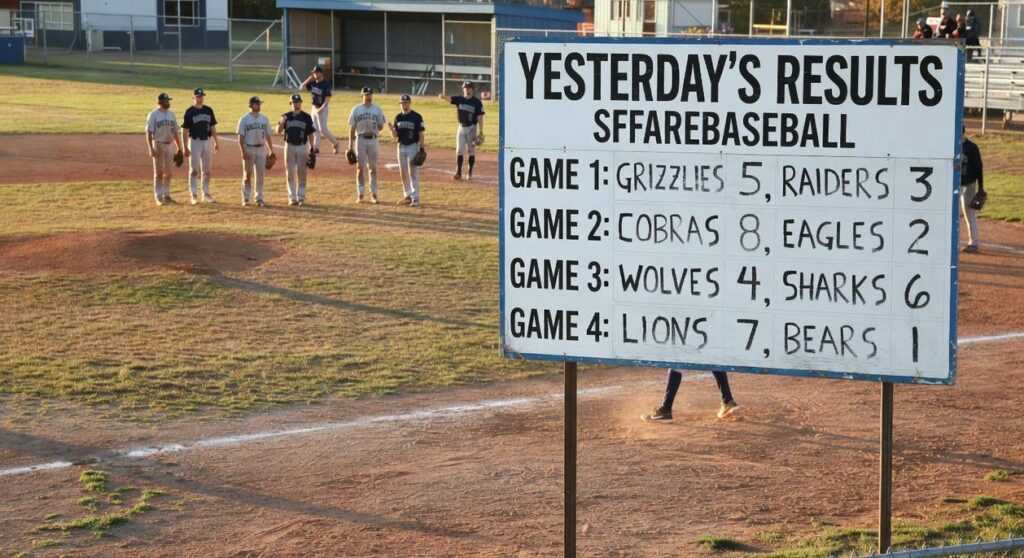 YESTERDAY'S RESULTS
SFFAREBASEBALL
GAME 1: GRIZZLIES 5, RAIDERS 3
GAME 2: COBRAS 8, EAGLES 2
GAME 3: WOLVES 4, SHARKS 6
GAME 4: LIONS 7, BEARS 1